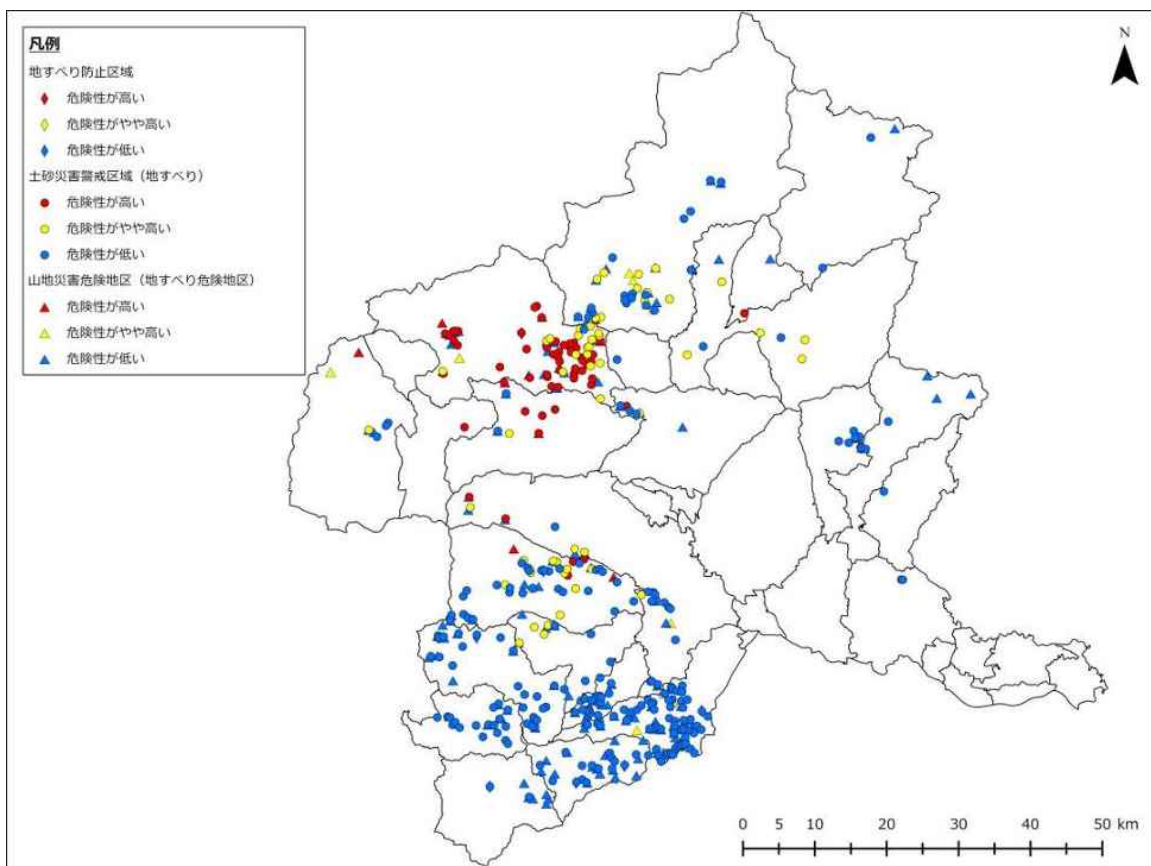 凡例
地すべり防止区域
危険性が高い
危険性がやや高い
危険性が低い
土砂災害警戒区域（地すべり）
危険性が高い
危険性がやや高い
危険性が低い
山地災害危険地区（地すべり危険地区）
危険性が高い
危険性がやや高い
危険性が低い
N
0 5 10 20 30 40 50 km